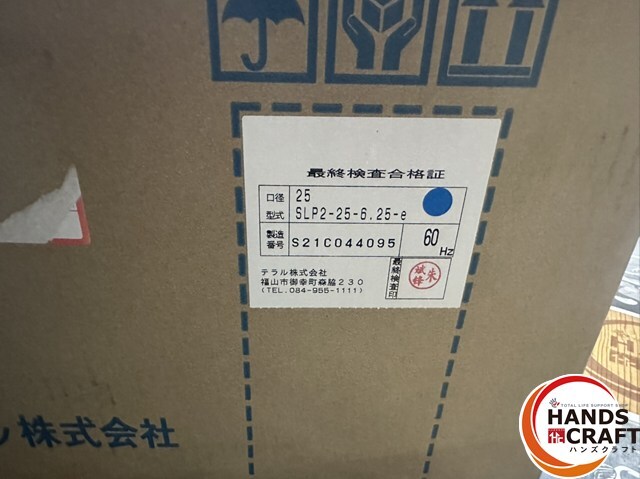 最終検査合格証
口径 25
型式 SLP2-25-6.25-e
製造番号 S21C044095 60Hz
テラル株式会社
福山市御幸町森脇230
(TEL.084-955-1111)
最終検査印
ル株式会社
TOTAL LIFE SUPPORT SHOP
HANDS
CRAFT
ハンズクラフト